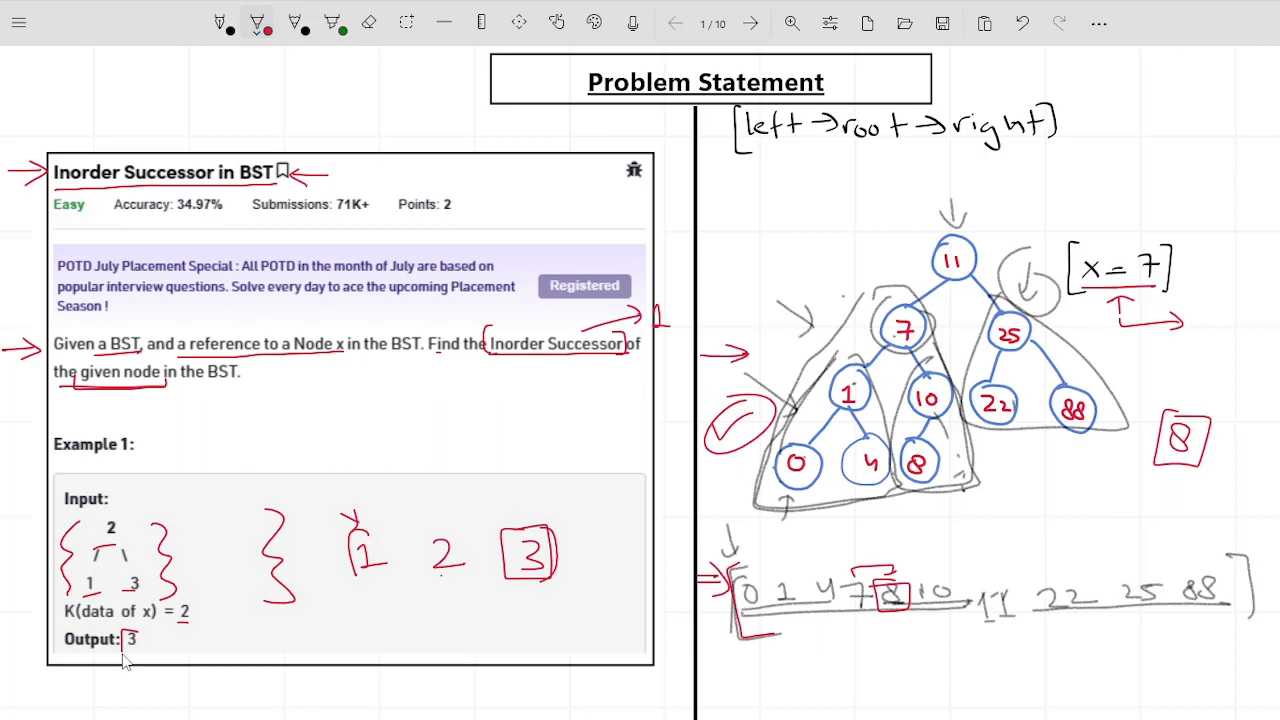 1 / 10
Problem Statement
Inorder Successor in BST
Easy Accuracy: 34.97% Submissions: 71K+ Points: 2
POTD July Placement Special : All POTD in the month of July are based on
popular interview questions. Solve every day to ace the upcoming Placement
Season !
Registered
Given a BST, and a reference to a Node x in the BST. Find the Inorder Successor of
the given node in the BST.
1
Example 1:
Input:
2
1 3
K(data of x) = 2
Output: 3
1 2 3
[left → root → right]
[x = 7]
11
7 25
1 10 22 88
0 4 8
8
[0 1 4 7 8 10 11 22 25 88]